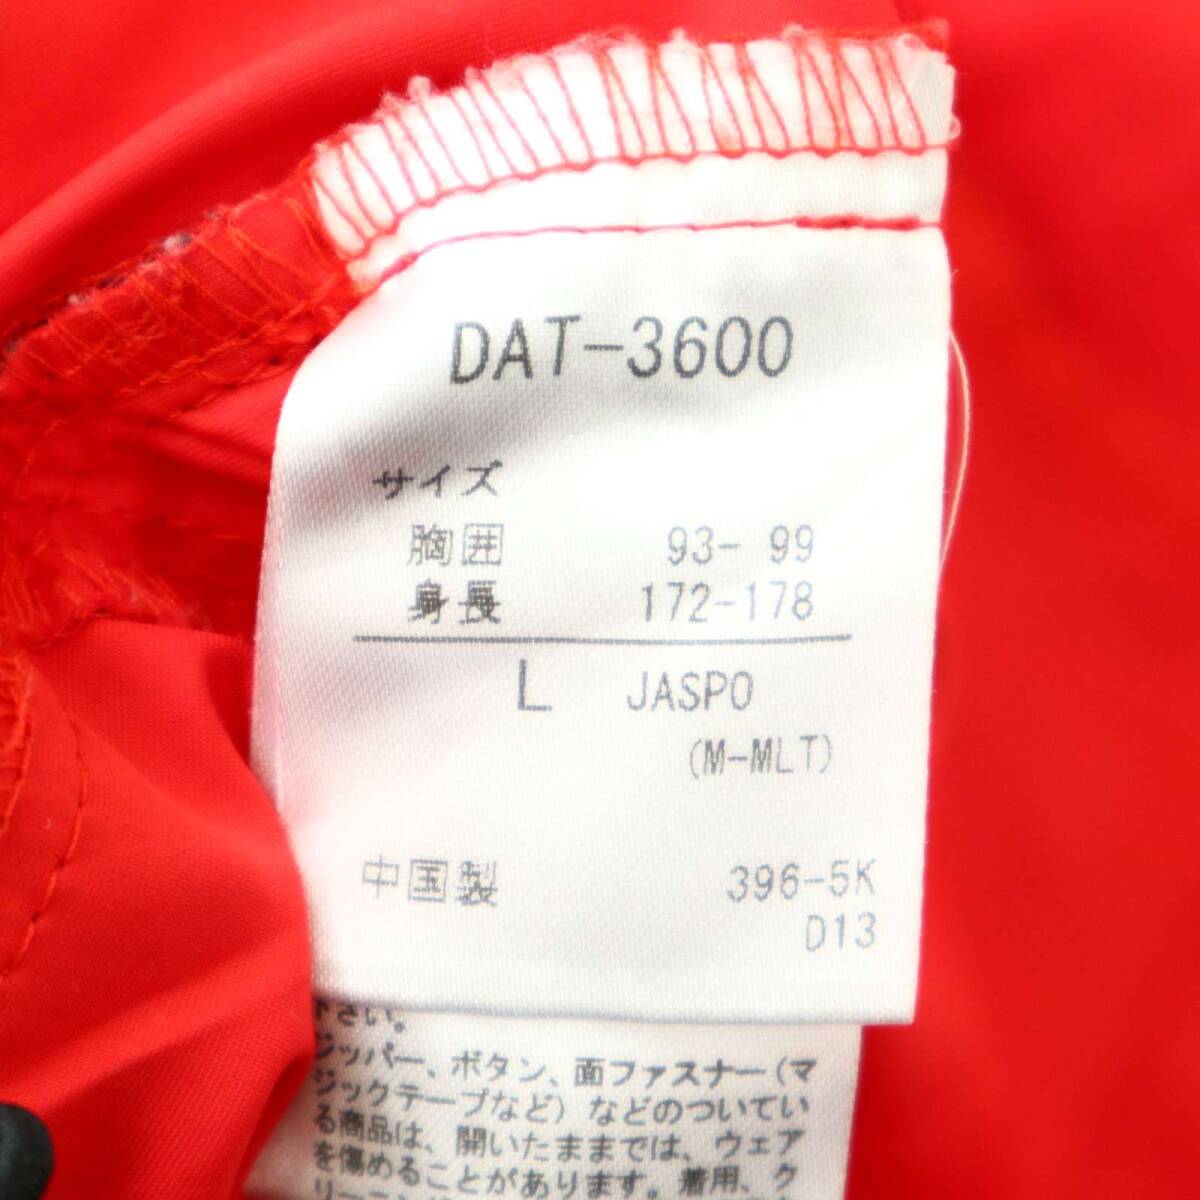 DAT-3600
サイズ
胸囲 93- 99
身長 172-178
L JASPO
(M-MLT)
中国製 396-5K
D13
下さい。
ジッパー、ボタン、面ファスナー(マ
ジックテープなど)などのついてい
る商品は、開いたままでは、ウェア
を傷めることがあります。着用、ク